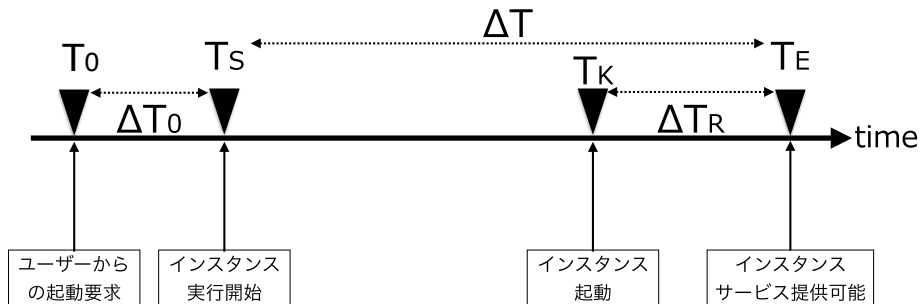 ΔT
T0
TS
TK
TE
ΔT0
ΔTR
time
ユーザーから
の起動要求
インスタンス
実行開始
インスタンス
起動
インスタンス
サービス提供可能